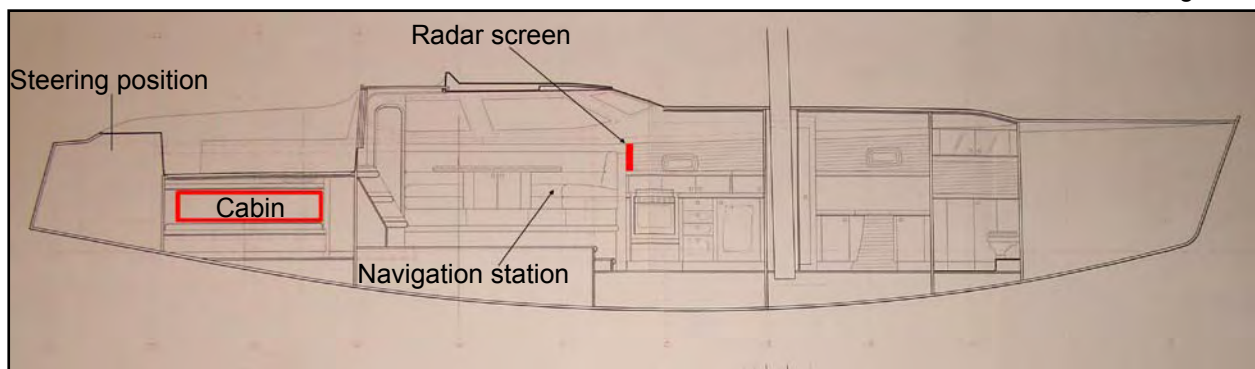 Radar screen
Steering position
Cabin
Navigation station